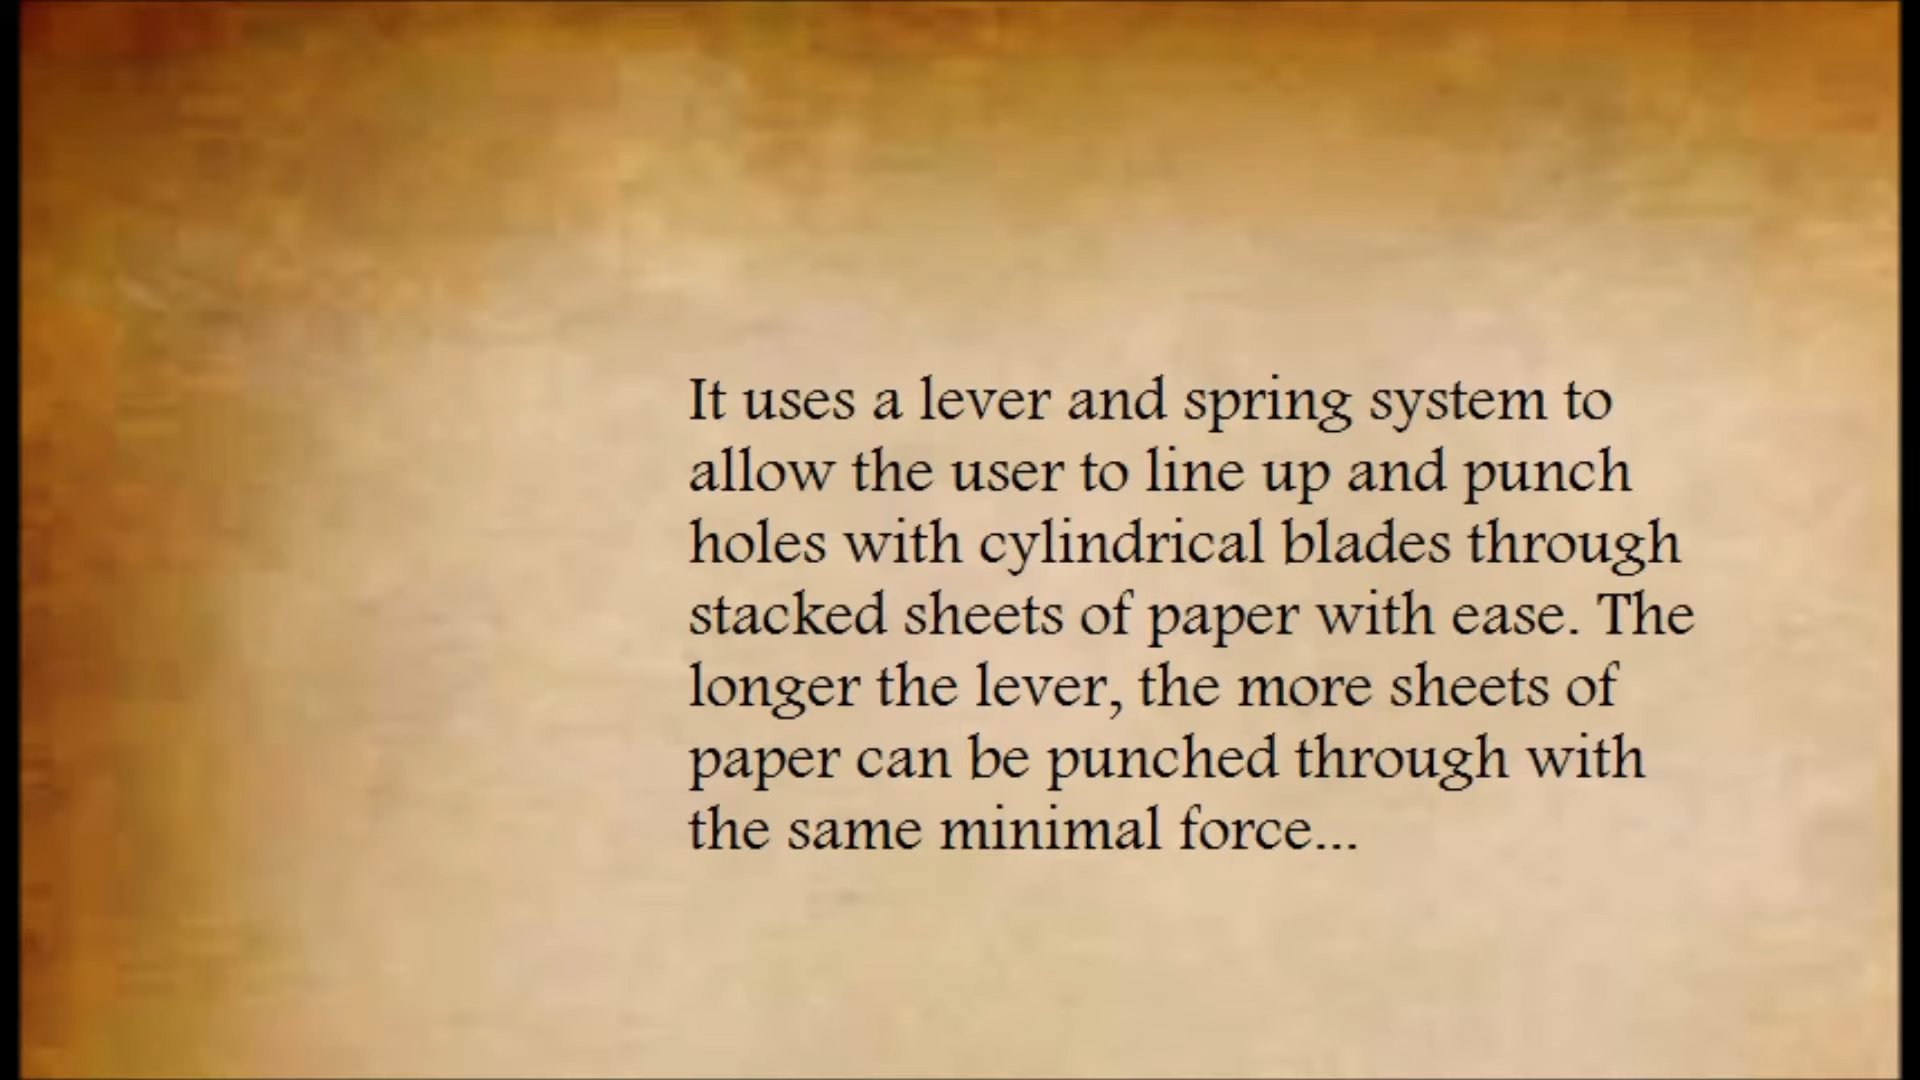 It uses a lever and spring system to
allow the user to line up and punch
holes with cylindrical blades through
stacked sheets of paper with ease. The
longer the lever, the more sheets of
paper can be punched through with
the same minimal force...